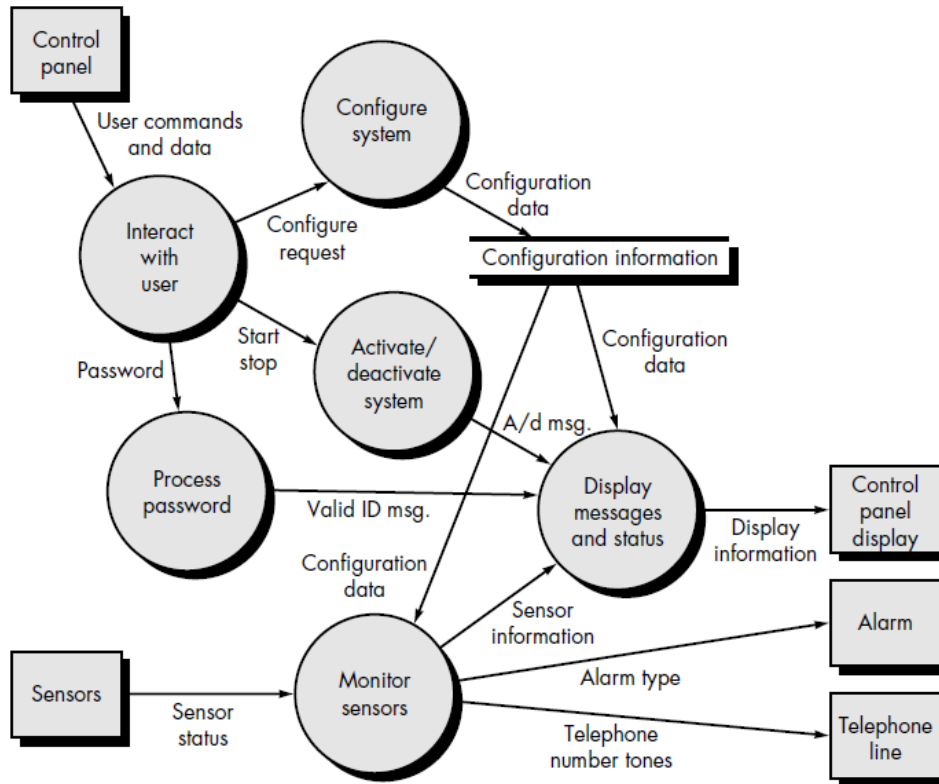 Control
panel
User commands
and data
Configure
system
Configuration
data
Interact
with
user
Configure
request
Configuration information
Start
stop
Activate/
deactivate
system
Configuration
data
Password
A/d msg.
Process
password
Valid ID msg.
Display
messages
and status
Display
information
Control
panel
display
Configuration
data
Sensor
information
Alarm
Sensors
Sensor
status
Monitor
sensors
Alarm type
Telephone
number tones
Telephone
line